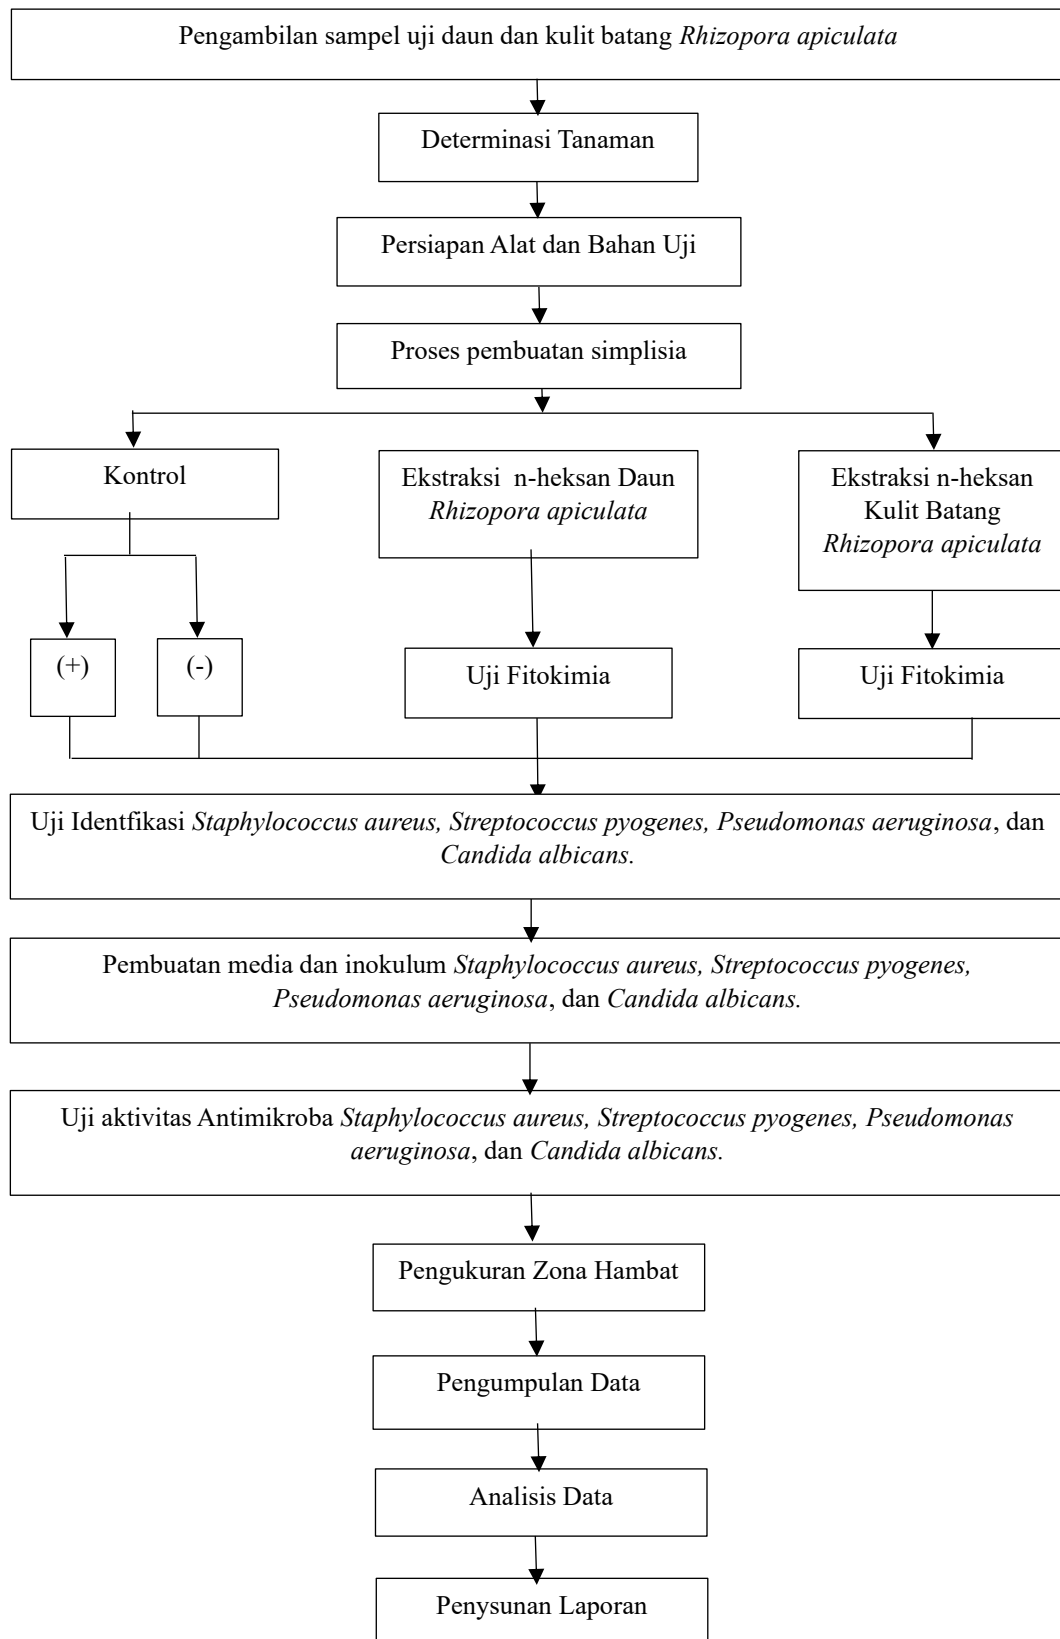 Pengambilan sampel uji daun dan kulit batang Rhizopora apiculata
Determinasi Tanaman
Persiapan Alat dan Bahan Uji
Proses pembuatan simplisia
Kontrol
Ekstraksi n-heksan Daun
Rhizopora apiculata
Ekstraksi n-heksan
Kulit Batang
Rhizopora apiculata
(+)
(-)
Uji Fitokimia
Uji Fitokimia
Uji Identfikasi Staphylococcus aureus, Streptococcus pyogenes, Pseudomonas aeruginosa, dan
Candida albicans.
Pembuatan media dan inokulum Staphylococcus aureus, Streptococcus pyogenes,
Pseudomonas aeruginosa, dan Candida albicans.
Uji aktivitas Antimikroba Staphylococcus aureus, Streptococcus pyogenes, Pseudomonas
aeruginosa, dan Candida albicans.
Pengukuran Zona Hambat
Pengumpulan Data
Analisis Data
Penysunan Laporan